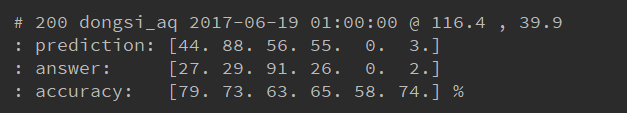 # 200 dongsi_aq 2017-06-19 01:00:00 @ 116.4 , 39.9
: prediction: [44. 88. 56. 55.  0.  3.]
: answer:     [27. 29. 91. 26.  0.  2.]
: accuracy:   [79. 73. 63. 65. 58. 74.] %